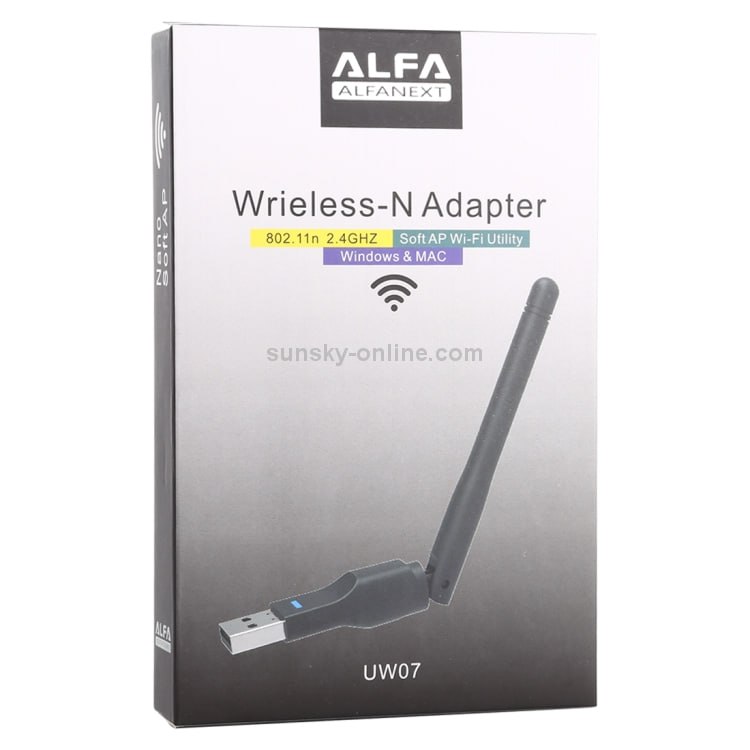 ALFA
ALFANEXT
Wrieless-N Adapter
802.11n 2.4GHZ
Soft AP Wi-Fi Utility
Windows & MAC
sunsky-online.com
UW07
Nano
Soft AP
ALFA
ALFANEXT